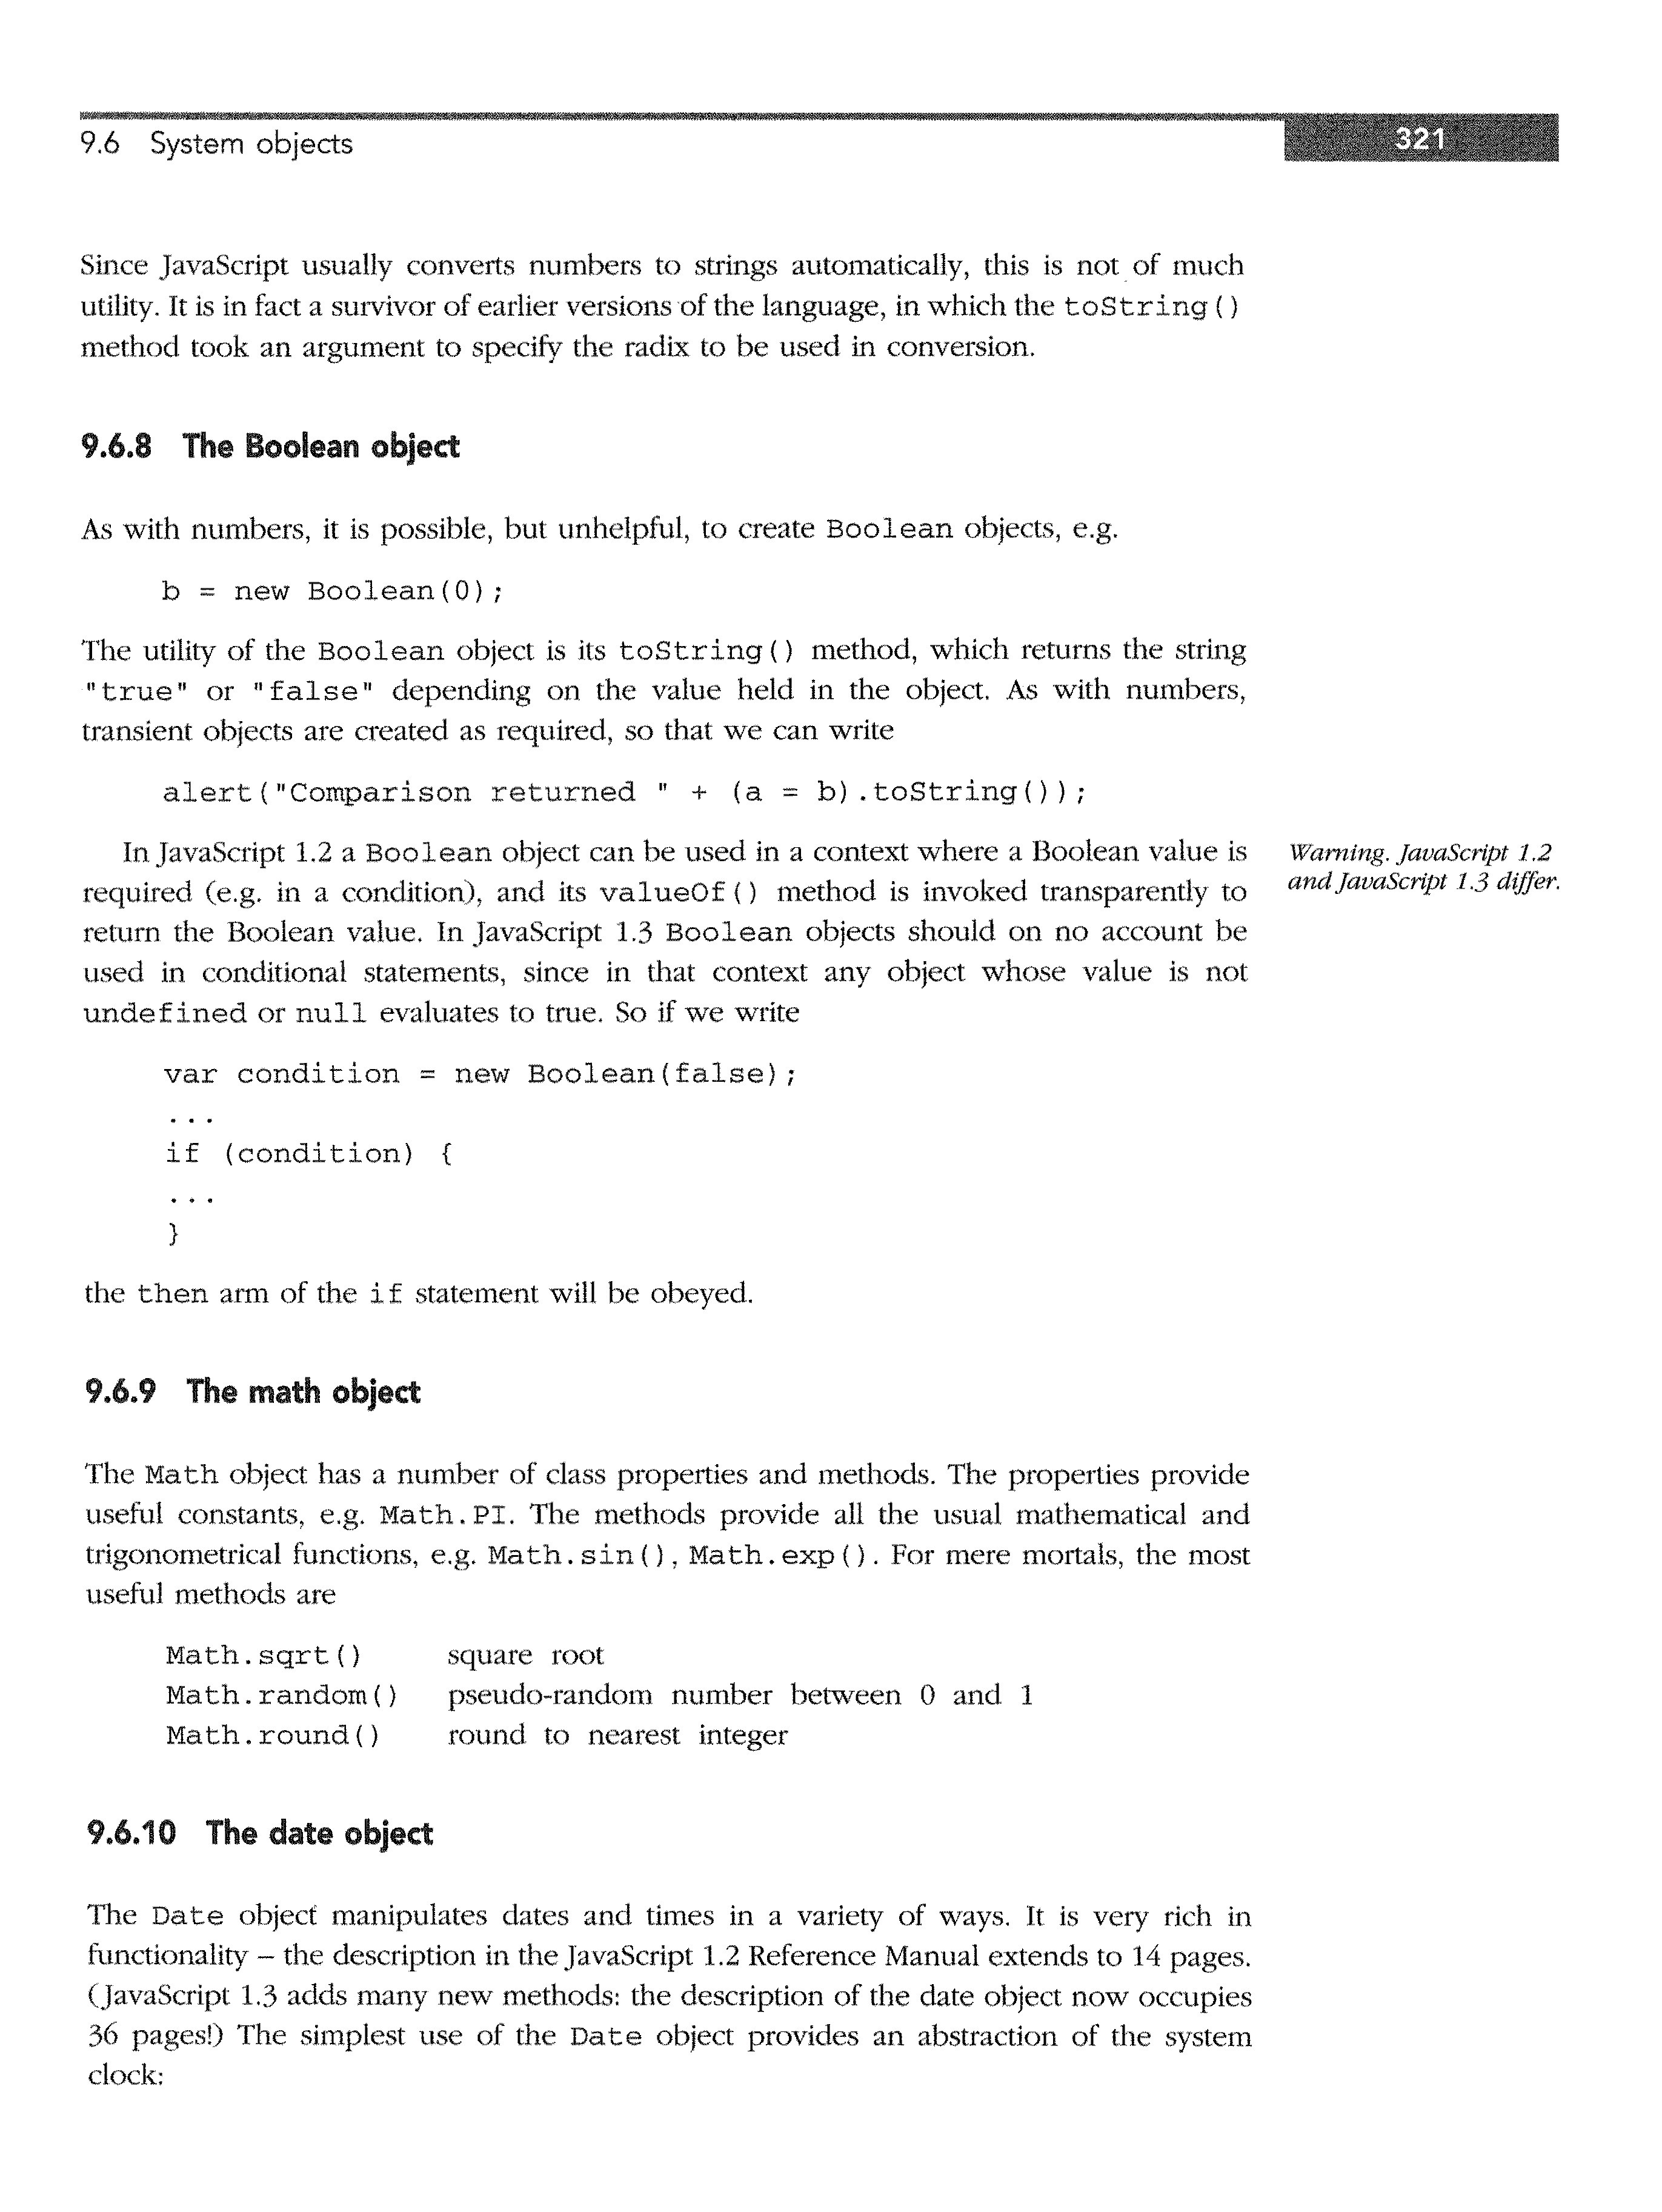 9.6 System objects
321
Since JavaScript usually converts numbers to strings automatically, this is not of much
utility. It is in fact a survivor of earlier versions of the language, in which the toString()
method took an argument to specify the radix to be used in conversion.
9.6.8 The Boolean object
As with numbers, it is possible, but unhelpful, to create Boolean objects, e.g.
b = new Boolean(0);
The utility of the Boolean object is its toString() method, which returns the string
"true" or "false" depending on the value held in the object. As with numbers,
transient objects are created as required, so that we can write
alert("Comparison returned " + (a = b).toString());
In JavaScript 1.2 a Boolean object can be used in a context where a Boolean value is
required (e.g. in a condition), and its valueOf() method is invoked transparently to
return the Boolean value. In JavaScript 1.3 Boolean objects should on no account be
used in conditional statements, since in that context any object whose value is not
undefined or null evaluates to true. So if we write
Warning. JavaScript 1.2
and JavaScript 1.3 differ.
var condition = new Boolean(false);
...
if (condition) {
...
}
the then arm of the if statement will be obeyed.
9.6.9 The math object
The Math object has a number of class properties and methods. The properties provide
useful constants, e.g. Math.PI. The methods provide all the usual mathematical and
trigonometrical functions, e.g. Math.sin(), Math.exp(). For mere mortals, the most
useful methods are
Math.sqrt() square root
Math.random() pseudo-random number between 0 and 1
Math.round() round to nearest integer
9.6.10 The date object
The Date object manipulates dates and times in a variety of ways. It is very rich in
functionality – the description in the JavaScript 1.2 Reference Manual extends to 14 pages.
(JavaScript 1.3 adds many new methods: the description of the date object now occupies
36 pages!) The simplest use of the Date object provides an abstraction of the system
clock: